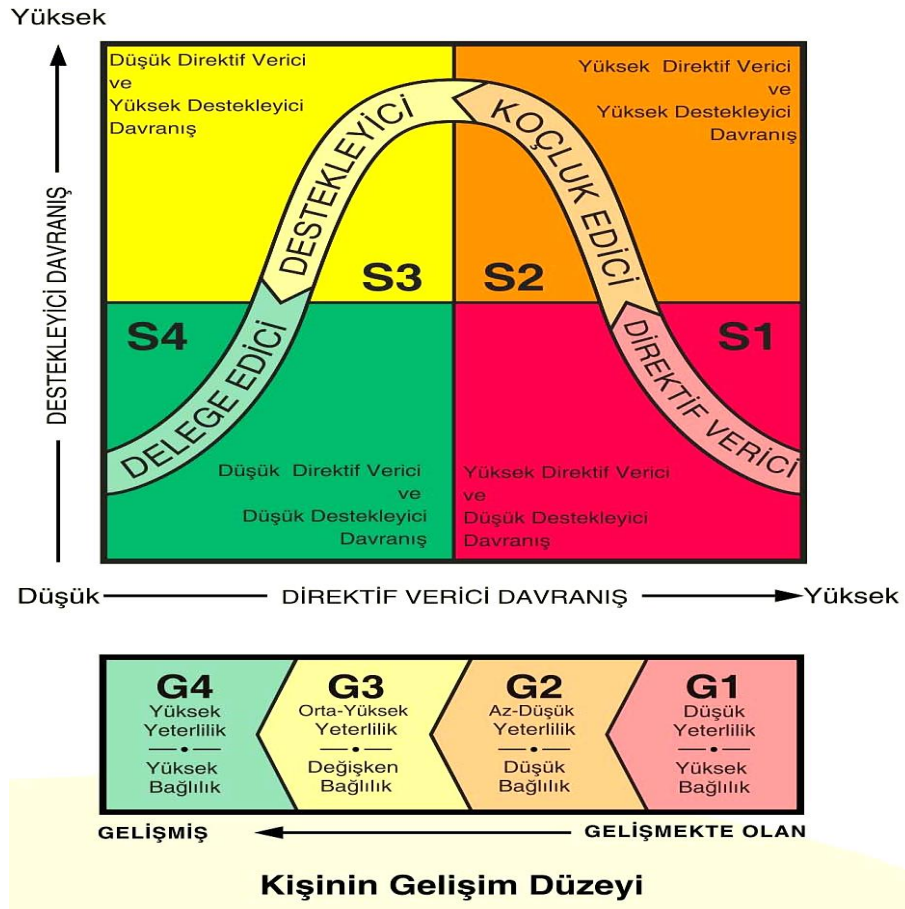 Yüksek
Düşük Direktif Verici
ve
Yüksek Destekleyici
Davranış
Yüksek Direktif Verici
ve
Yüksek Destekleyici
Davranış
DESTEKLEYİCİ
KOÇLUK EDİCİ
DESTEKLEYİCİ DAVRANIŞ
S3
S2
S4
S1
DELEGE EDİCİ
DİREKTİF VERİCİ
Düşük Direktif Verici
ve
Düşük Destekleyici
Davranış
Yüksek Direktif Verici
ve
Düşük Destekleyici
Davranış
Düşük
DİREKTİF VERİCİ DAVRANIŞ
Yüksek
G4
Yüksek
Yeterlilik
Yüksek
Bağlılık
G3
Orta-Yüksek
Yeterlilik
Değişken
Bağlılık
G2
Az-Düşük
Yeterlilik
Düşük
Bağlılık
G1
Düşük
Yeterlilik
Yüksek
Bağlılık
GELİŞMİŞ
GELİŞMEKTE OLAN
Kişinin Gelişim Düzeyi